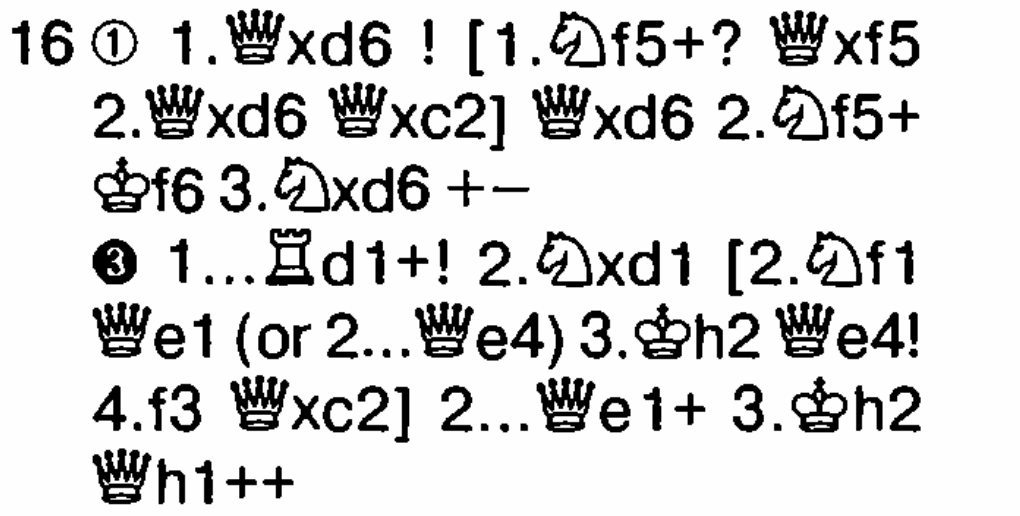 16 ① 1.♕xd6 ! [1.♘f5+? ♕xf5
2.♕xd6 ♕xc2] ♕xd6 2.♘f5+
♔f6 3.♘xd6 +−
❸ 1...♖d1+! 2.♘xd1 [2.♘f1
♕e1 (or 2...♕e4) 3.♔h2 ♕e4!
4.f3 ♕xc2] 2...♕e1+ 3.♔h2
♕h1++